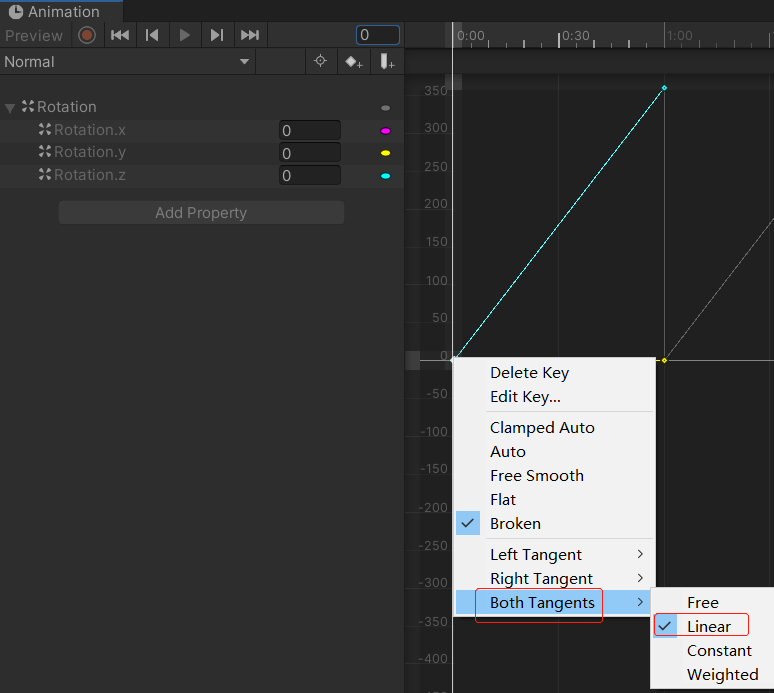 Animation
Preview
0
0:00
0:30
1:00
Normal
Rotation
Rotation.x
0
Rotation.y
0
Rotation.z
0
Add Property
350
300
250
200
150
100
50
0
-50
-100
-150
-200
-250
-300
-350
-400
Delete Key
Edit Key...
Clamped Auto
Auto
Free Smooth
Flat
Broken
Left Tangent
Right Tangent
Both Tangents
Free
Linear
Constant
Weighted